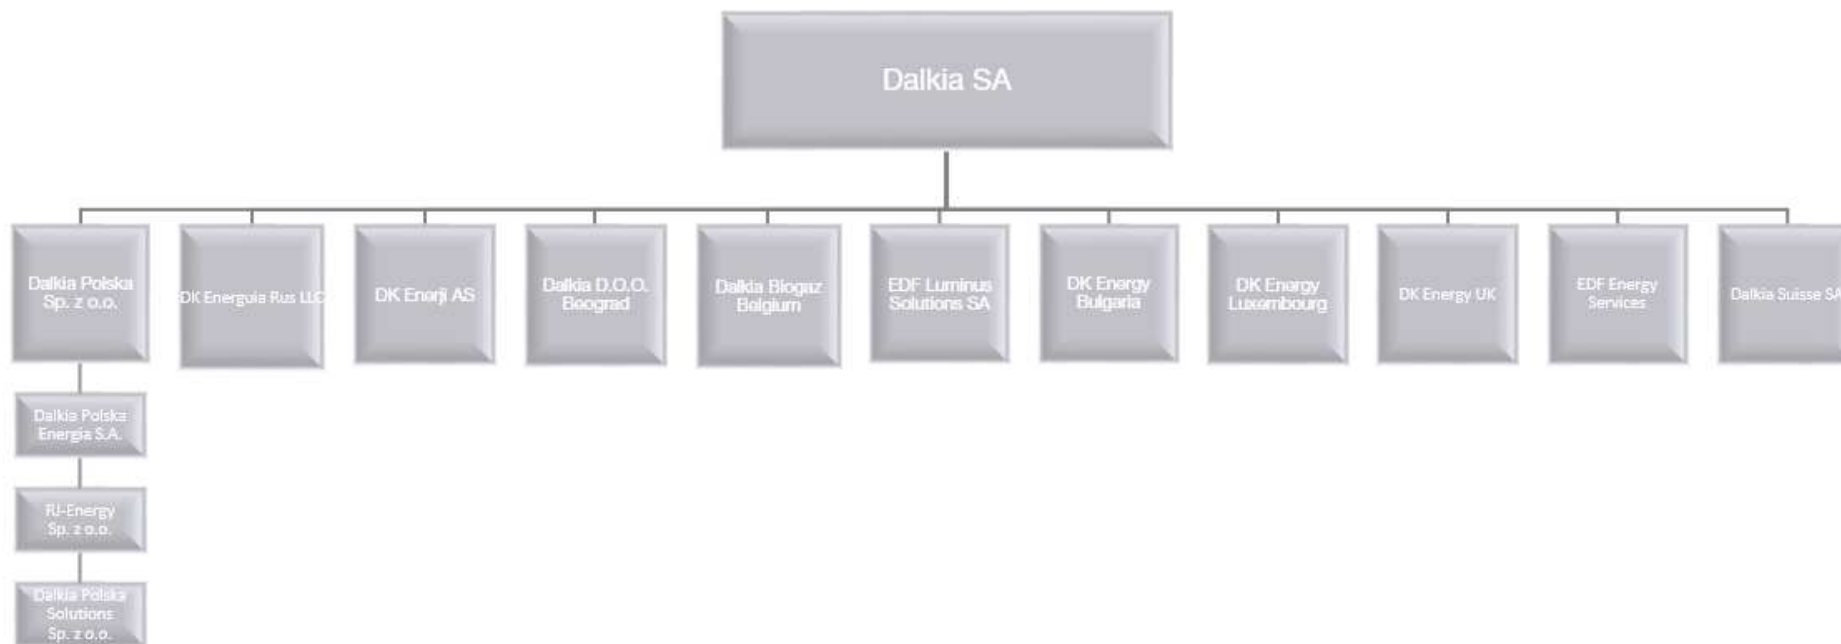 Dalkia SA
Dalkia Polska
Sp. z o.o.
DK Energuia Rus LLC
DK Enerji AS
Dalkia D.O.O.
Beograd
Dalkia Biogaz
Belgium
EDF Luminus
Solutions SA
DK Energy
Bulgaria
DK Energy
Luxembourg
DK Energy UK
EDF Energy
Services
Dalkia Suisse SA
Dalkia Polska
Energia S.A.
RJ-Energy
Sp. z o.o.
Dalkia Polska
Solutions
Sp. z o.o.